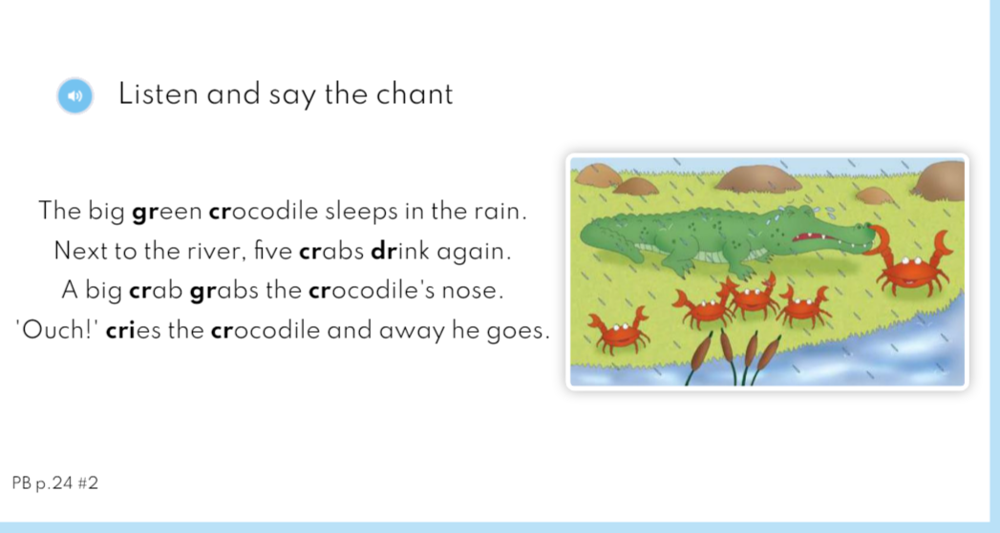 Listen and say the chant
The big green crocodile sleeps in the rain.
Next to the river, five crabs drink again.
A big crab grabs the crocodile's nose.
'Ouch!' cries the crocodile and away he goes.
PB p.24 #2